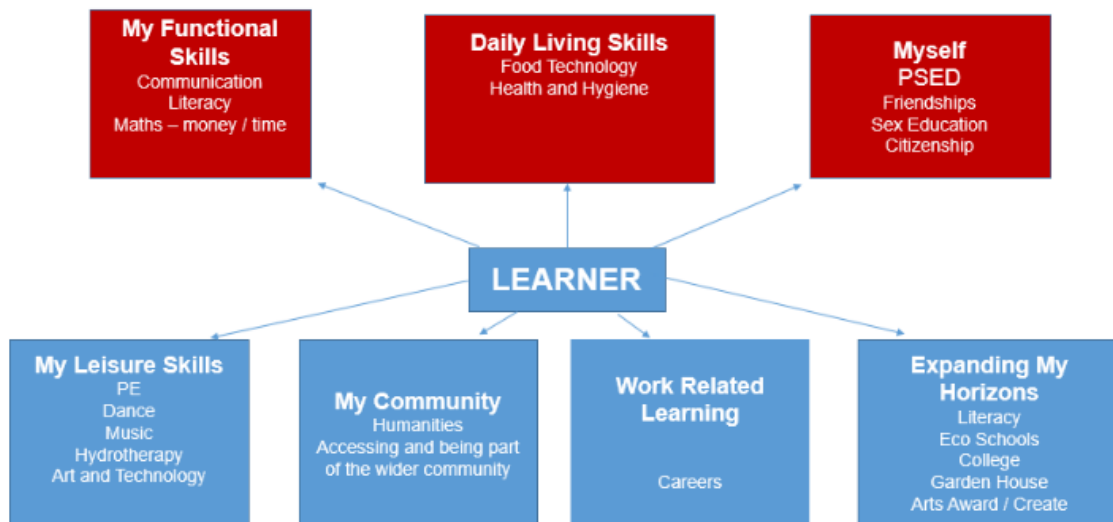 My Functional
Skills
Communication
Literacy
Maths – money / time
Daily Living Skills
Food Technology
Health and Hygiene
Myself
PSED
Friendships
Sex Education
Citizenship
LEARNER
My Leisure Skills
PE
Dance
Music
Hydrotherapy
Art and Technology
My Community
Humanities
Accessing and being part
of the wider community
Work Related
Learning
Careers
Expanding My
Horizons
Literacy
Eco Schools
College
Garden House
Arts Award / Create